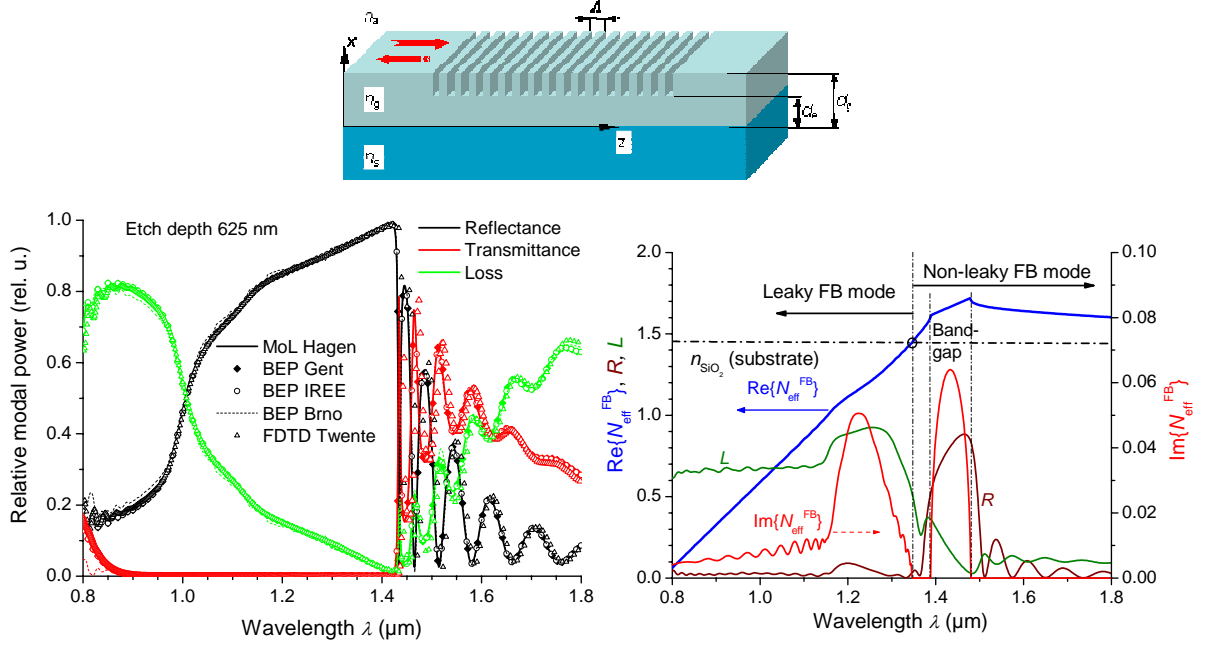 Λ
nₐ
x
n_g
d_e
d_g
z
n_s
Etch depth 625 nm
Reflectance
Transmittance
Loss
MoL Hagen
BEP Gent
BEP IREE
BEP Brno
FDTD Twente
Relative modal power (rel. u.)
1.0
0.8
0.6
0.4
0.2
0.0
0.8 1.0 1.2 1.4 1.6 1.8
Wavelength λ (μm)
Re{N_eff^FB}, R, L
2.0
1.5
1.0
0.5
0.0
Leaky FB mode
Non-leaky FB mode
Band-
gap
n_SiO₂ (substrate)
Re{N_eff^FB}
L
Im{N_eff^FB}
R
0.10
0.08
0.06
0.04
0.02
0.00
Im{N_eff^FB}
0.8 1.0 1.2 1.4 1.6 1.8
Wavelength λ (μm)